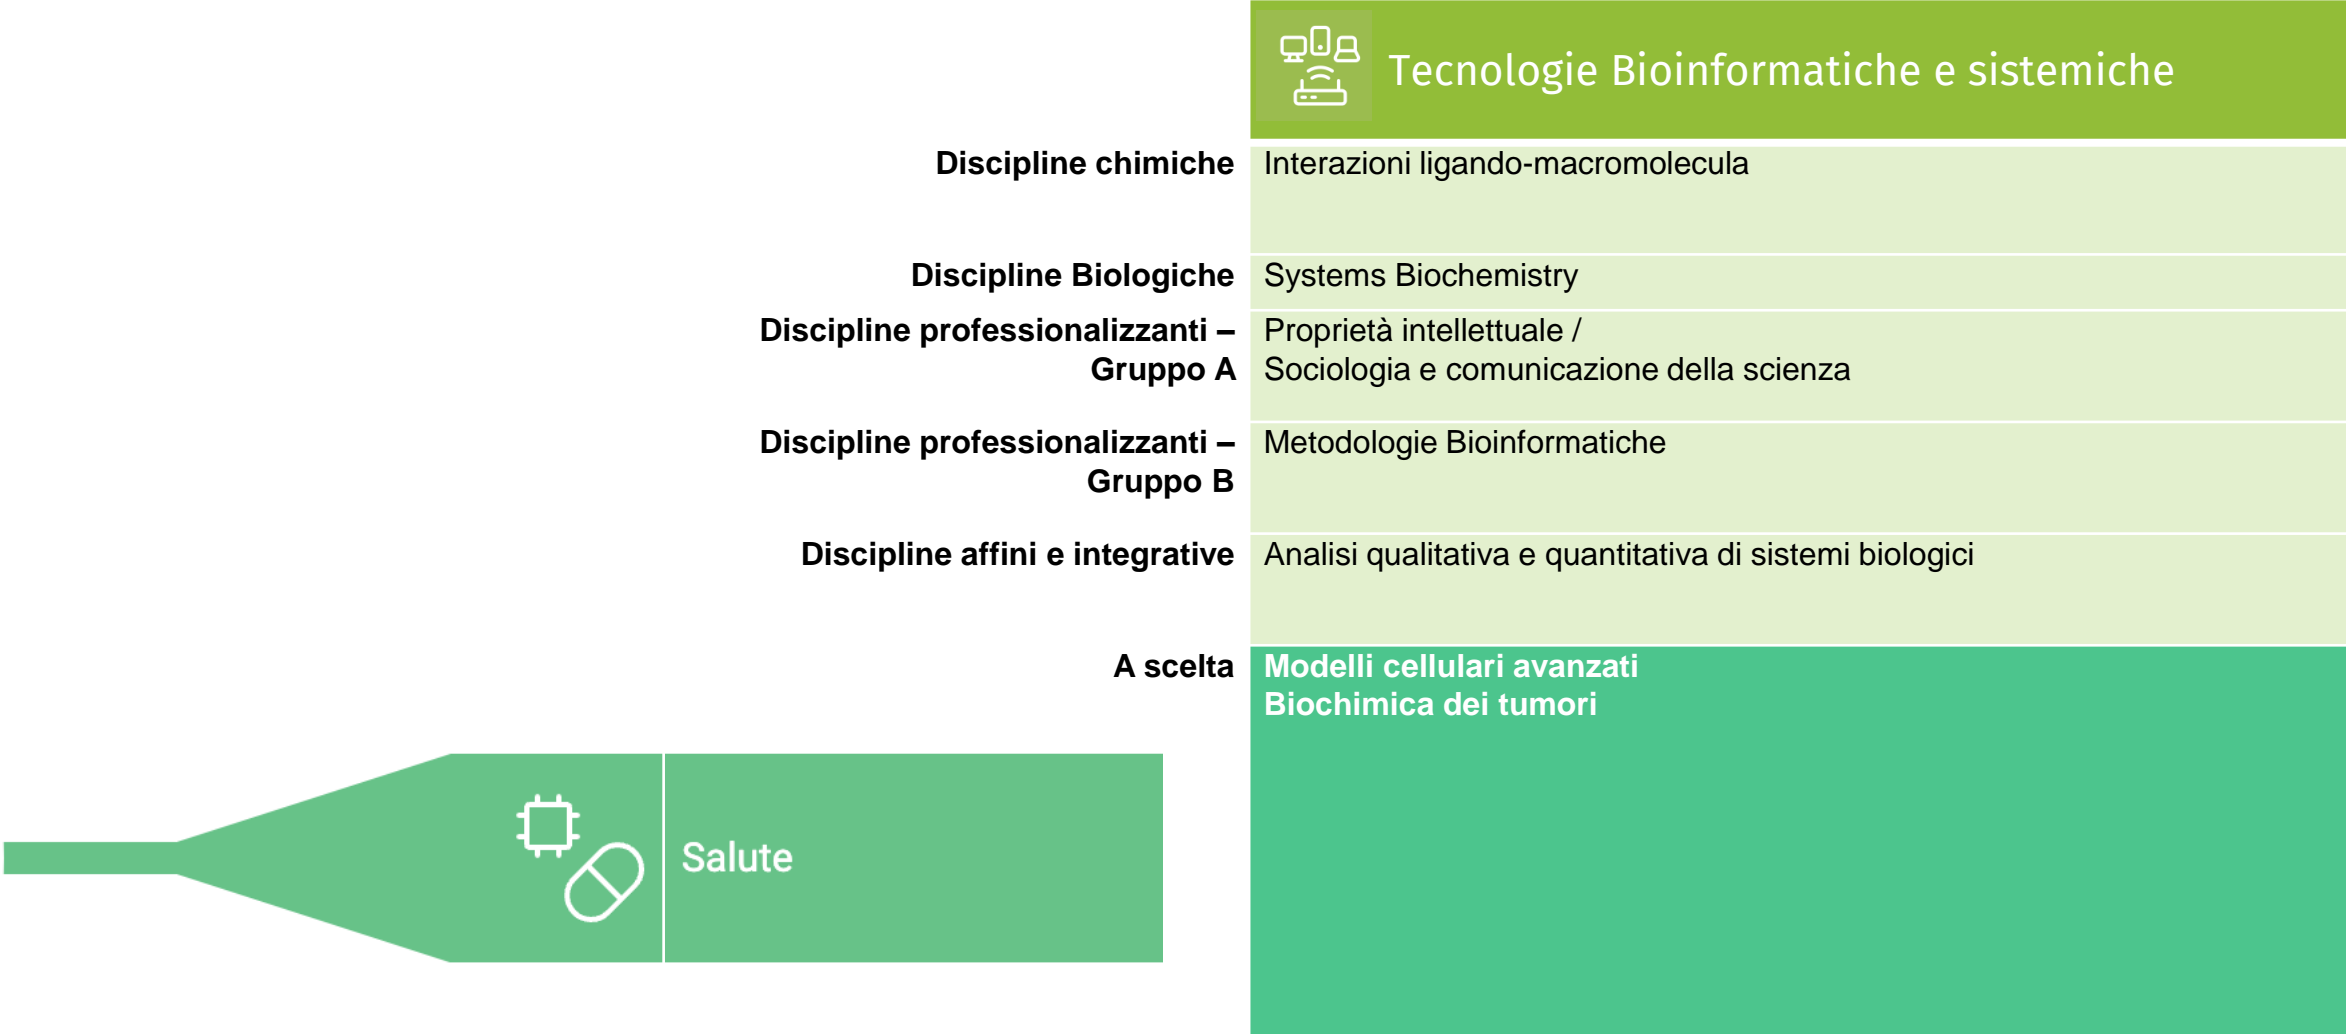 Tecnologie Bioinformatiche e sistemiche
Discipline chimiche Interazioni ligando-macromolecula
Discipline Biologiche Systems Biochemistry
Discipline professionalizzanti – Proprietà intellettuale /
Gruppo A Sociologia e comunicazione della scienza
Discipline professionalizzanti – Metodologie Bioinformatiche
Gruppo B
Discipline affini e integrative Analisi qualitativa e quantitativa di sistemi biologici
A scelta Modelli cellulari avanzati
Biochimica dei tumori
Salute